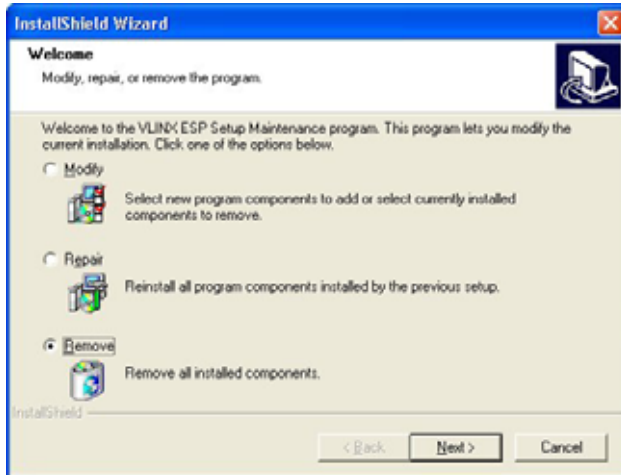 InstallShield Wizard
Welcome
Modify, repair, or remove the program.
Welcome to the VLINX ESP Setup Maintenance program. This program lets you modify the
current installation. Click one of the options below.
Modify
Select new program components to add or select currently installed
components to remove.
Repair
Reinstall all program components installed by the previous setup.
Remove
Remove all installed components.
InstallShield
< Back
Next >
Cancel